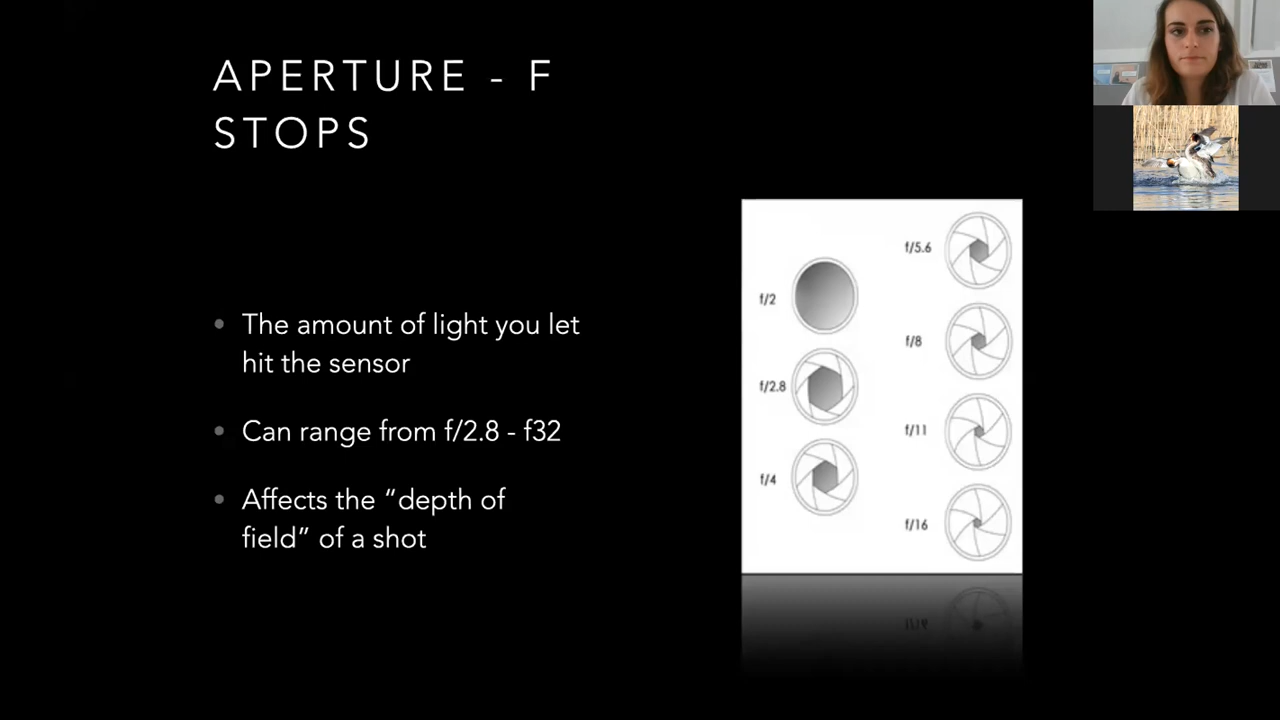 APERTURE - F
STOPS
The amount of light you let
hit the sensor
Can range from f/2.8 - f32
Affects the “depth of
field” of a shot
f/2
f/2.8
f/4
f/5.6
f/8
f/11
f/16